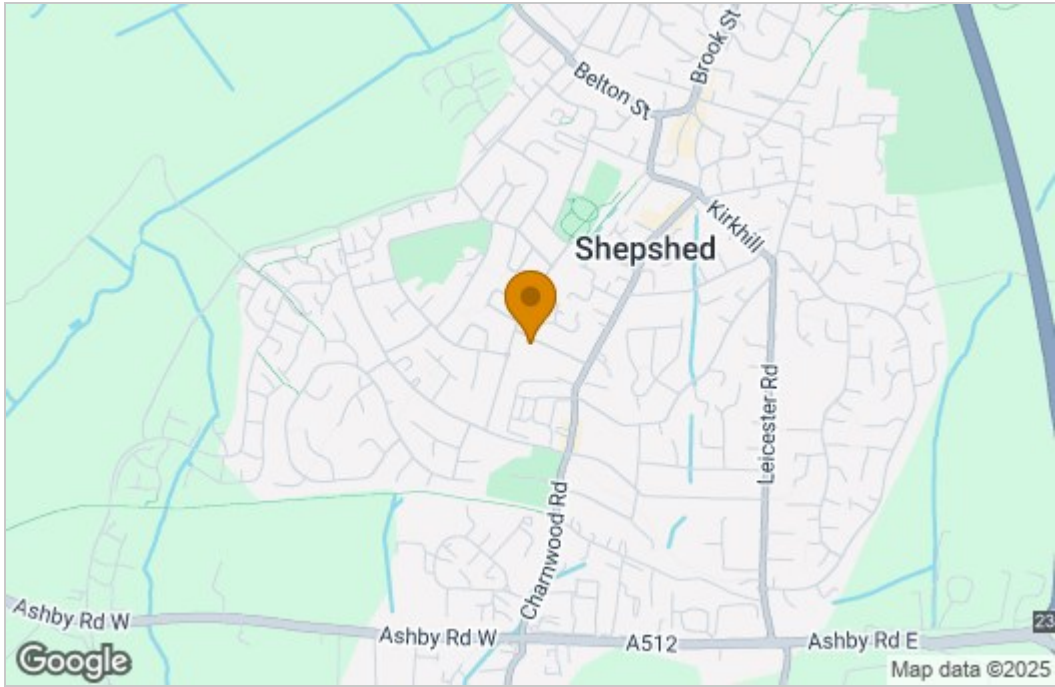 Brook St
Belton St
Kirkhill
Shepshed
Leicester Rd
Charnwood Rd
Ashby Rd W
Ashby Rd W
A512
Ashby Rd E
23
Google
Map data ©2025